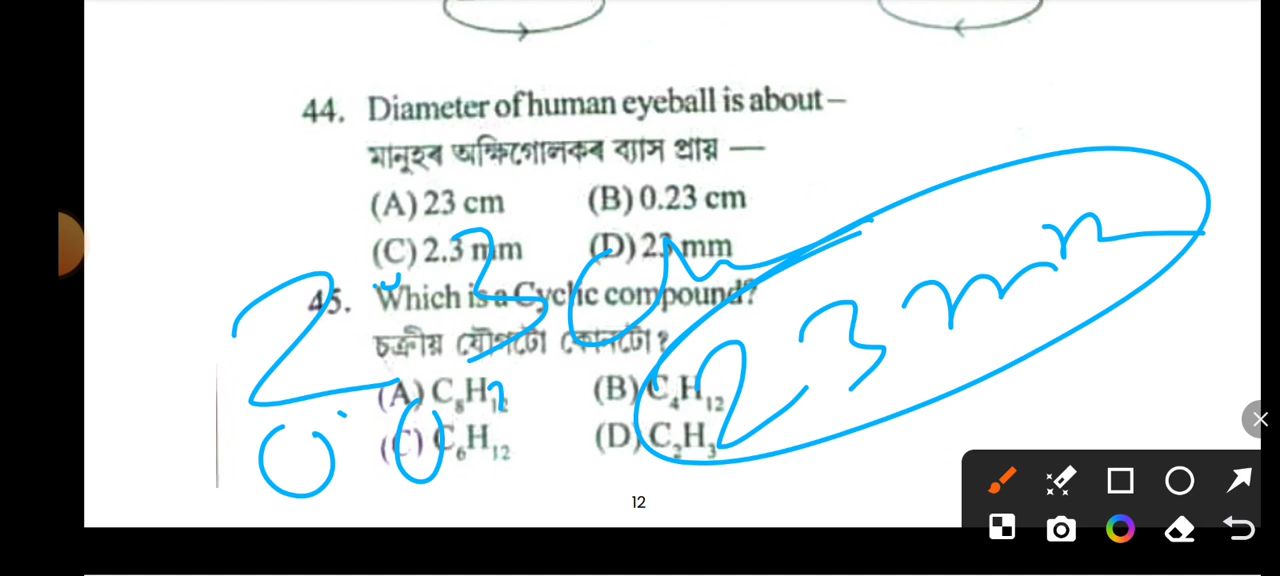 44. Diameter of human eyeball is about –
মানুহৰ অক্ষিগোলকৰ ব্যাস প্ৰায় —
(A) 23 cm (B) 0.23 cm
(C) 2.3 mm (D) 23 mm
45. Which is a Cyclic compound?
চক্ৰীয় যৌগটো কোনটো ?
(A) C₈H₁₂ (B) C₄H₁₂
(C) C₆H₁₂ (D) C₂H₃
2.3 cm
23 mm
12